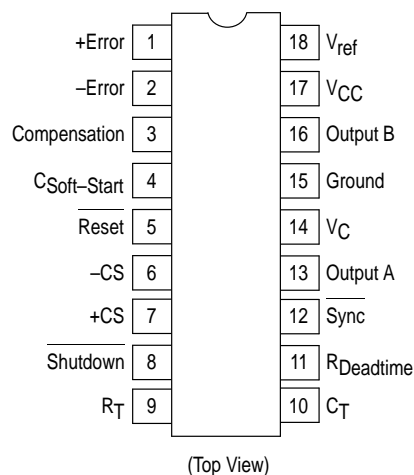 +Error 1 18 Vref
–Error 2 17 VCC
Compensation 3 16 Output B
CSoft–Start 4 15 Ground
Reset 5 14 VC
–CS 6 13 Output A
+CS 7 12 Sync
Shutdown 8 11 RDeadtime
RT 9 10 CT
(Top View)